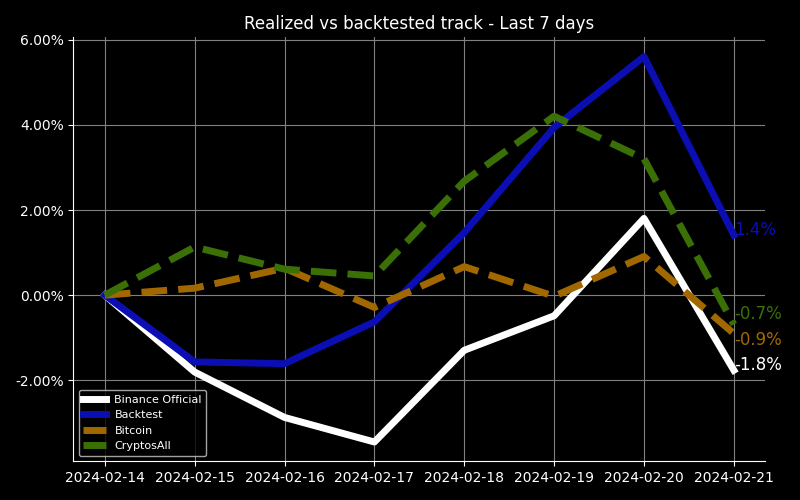 Realized vs backtested track - Last 7 days
6.00%
4.00%
2.00%
0.00%
-2.00%
1.4%
-0.7%
-0.9%
-1.8%
Binance Official
Backtest
Bitcoin
CryptosAll
2024-02-14 2024-02-15 2024-02-16 2024-02-17 2024-02-18 2024-02-19 2024-02-20 2024-02-21